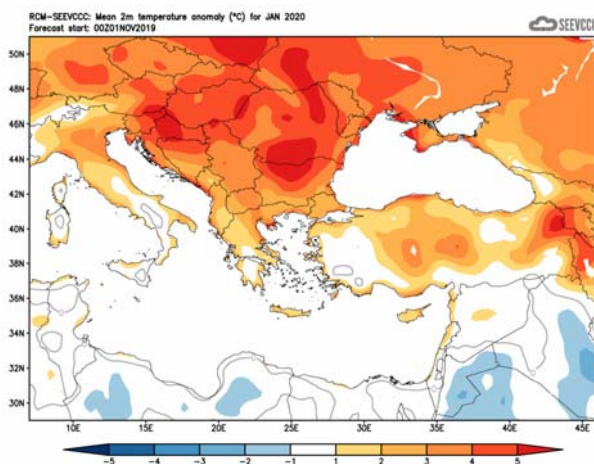 RCM-SEEVCCC: Mean 2m temperature anomaly (°C) for JAN 2020
Forecast start: 00Z01NOV2019
SEEVCCC
50N
48N
46N
44N
42N
40N
38N
36N
34N
32N
30N
10E 15E 20E 25E 30E 35E 40E 45E
-5 -4 -3 -2 -1 1 2 3 4 5